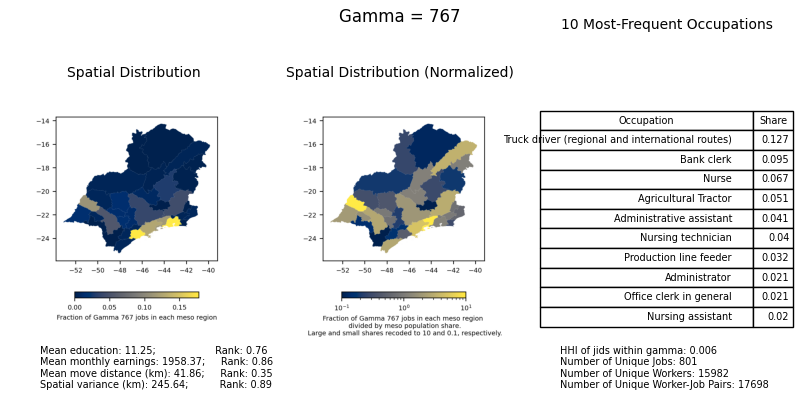 Gamma = 767
10 Most-Frequent Occupations
Spatial Distribution
Spatial Distribution (Normalized)
−14
−16
−18
−20
−22
−24
−52 −50 −48 −46 −44 −42 −40
0.00 0.05 0.10 0.15
Fraction of Gamma 767 jobs in each meso region
−14
−16
−18
−20
−22
−24
−52 −50 −48 −46 −44 −42 −40
10⁻¹ 10⁰ 10¹
Fraction of Gamma 767 jobs in each meso region
divided by meso population share.
Large and small shares recoded to 10 and 0.1, respectively.
Occupation Share
Truck driver (regional and international routes) 0.127
Bank clerk 0.095
Nurse 0.067
Agricultural Tractor 0.051
Administrative assistant 0.041
Nursing technician 0.04
Production line feeder 0.032
Administrator 0.021
Office clerk in general 0.021
Nursing assistant 0.02
Mean education: 11.25; Rank: 0.76
Mean monthly earnings: 1958.37; Rank: 0.86
Mean move distance (km): 41.86; Rank: 0.35
Spatial variance (km): 245.64; Rank: 0.89
HHI of jids within gamma: 0.006
Number of Unique Jobs: 801
Number of Unique Workers: 15982
Number of Unique Worker-Job Pairs: 17698